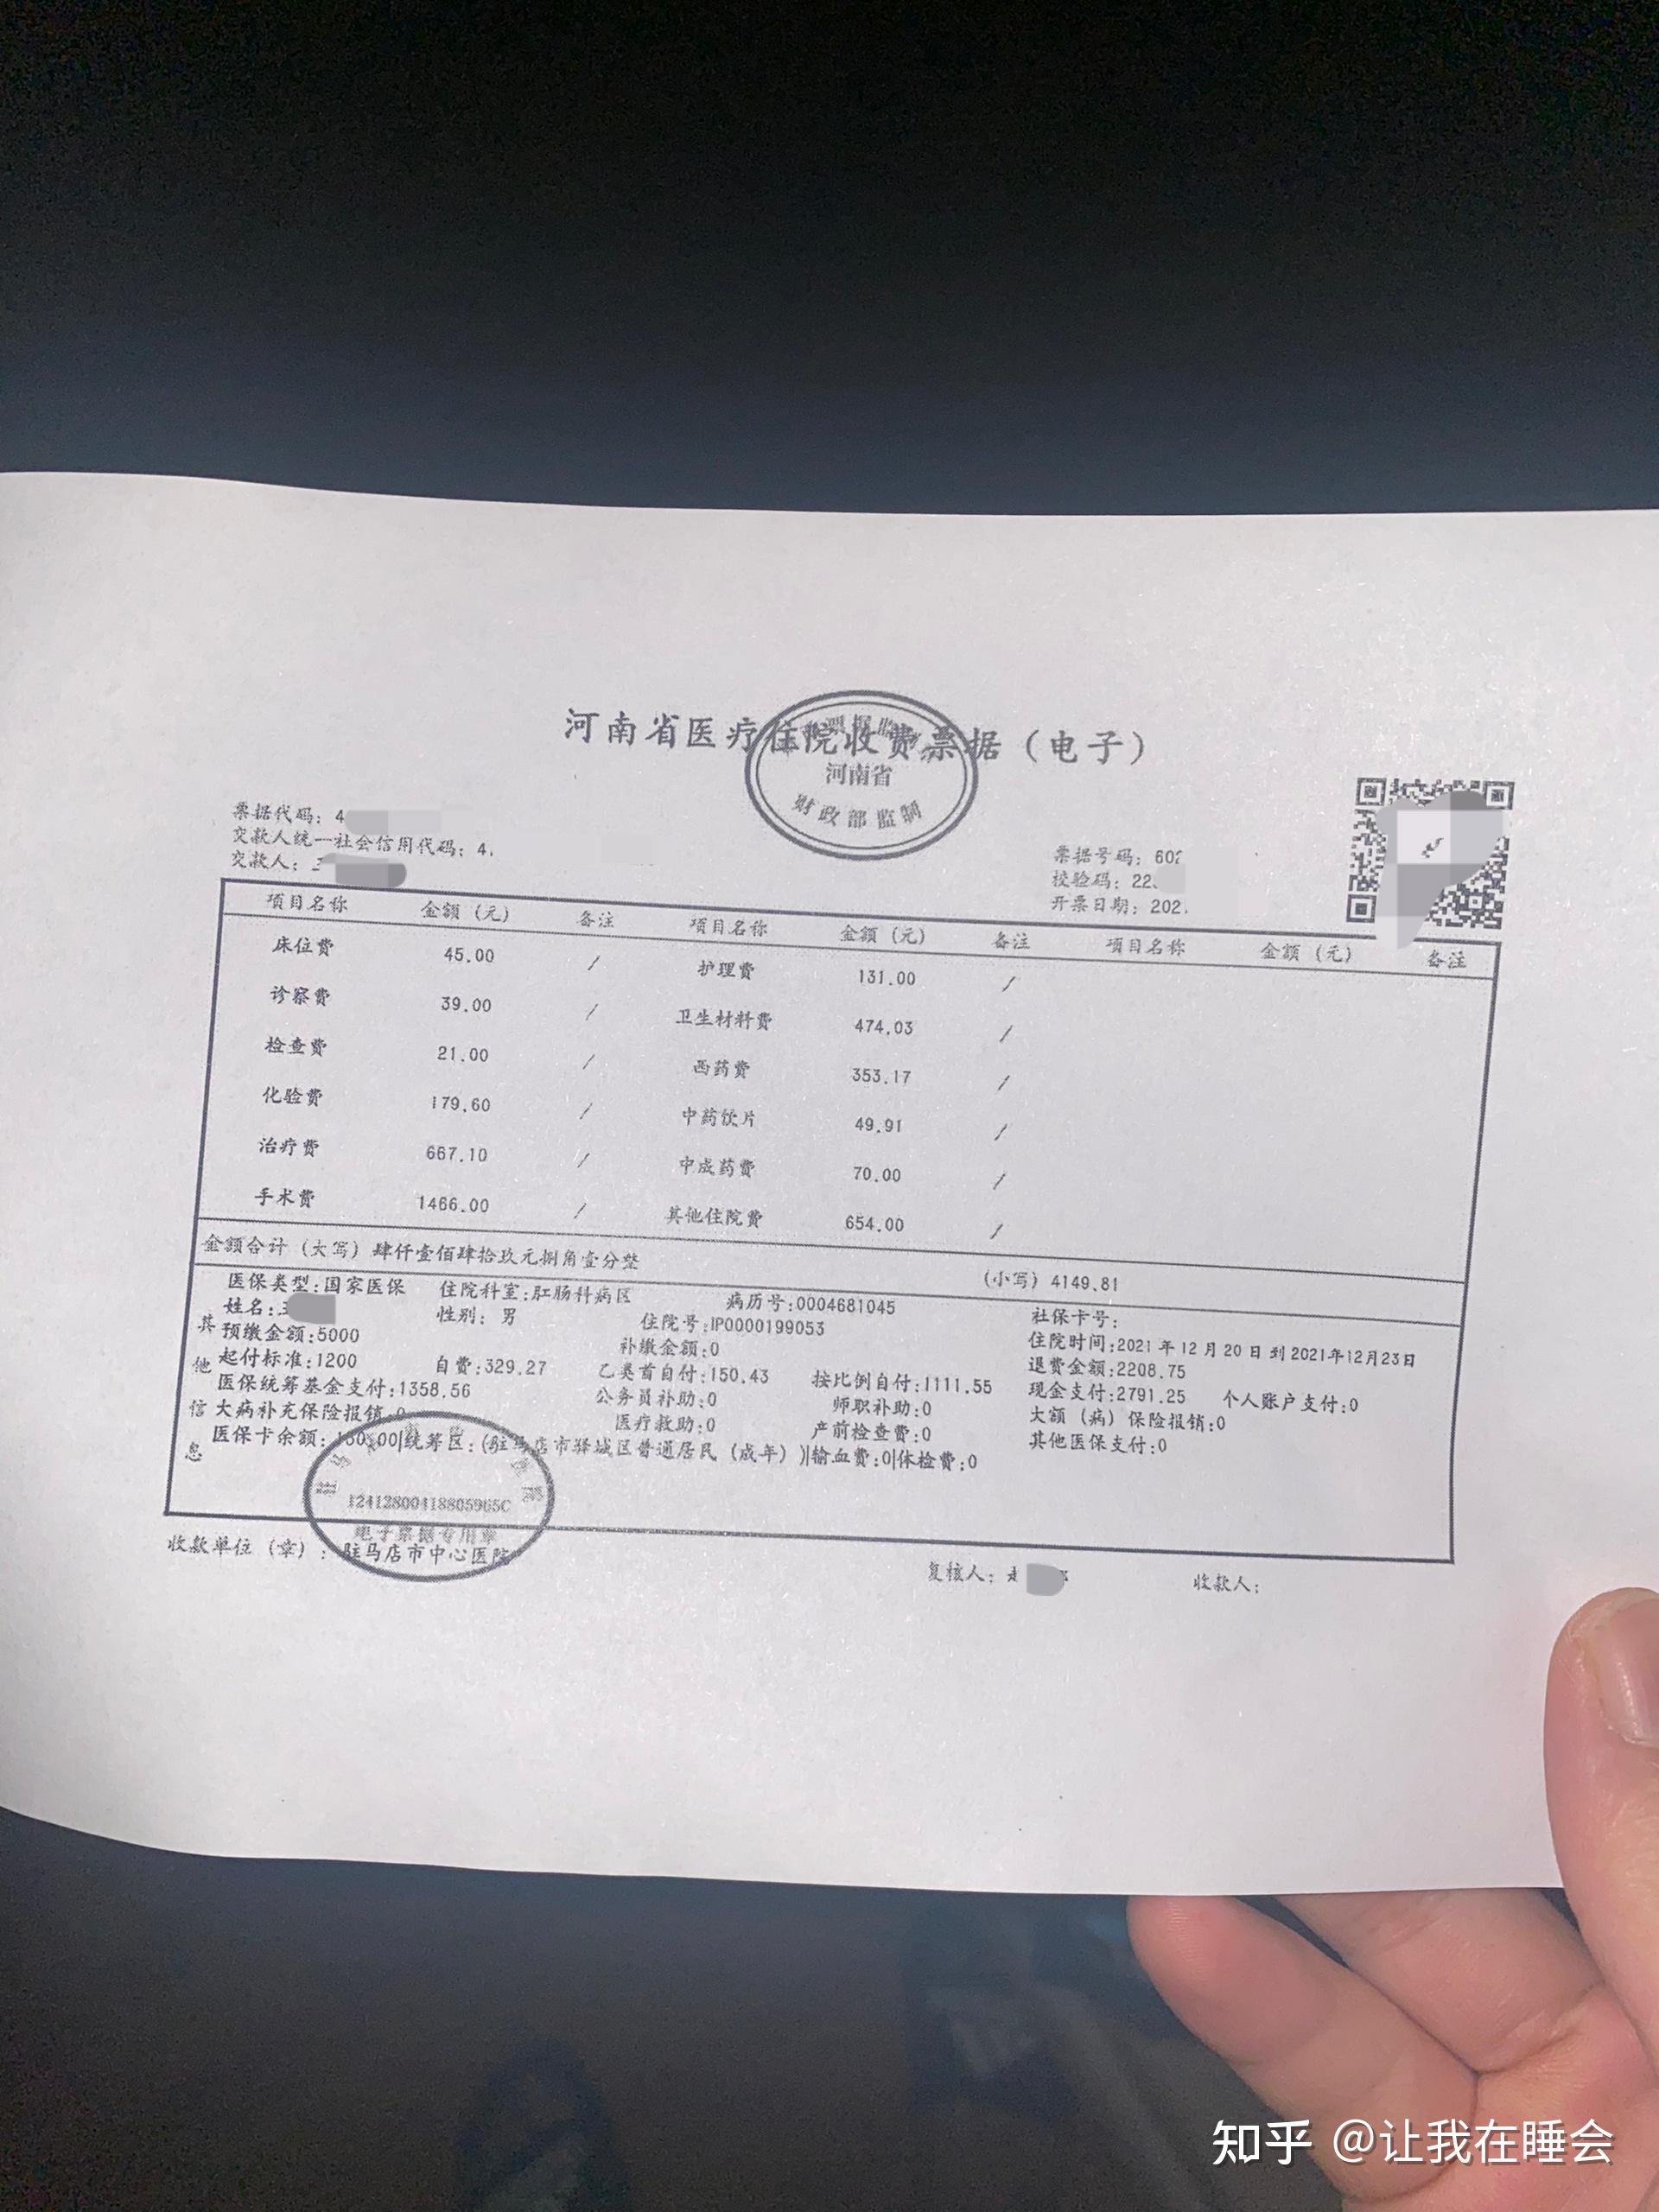 河南省医疗住院收费票据（电子）
河南省
财政部监制
票据代码：4
交款人统一社会信用代码：4.
交款人：
票据号码：602
校验码：22
开票日期：202
项目名称 金额（元） 备注 项目名称 金额（元） 备注 项目名称 金额（元） 备注
床位费 45.00 / 护理费 131.00 /
诊察费 39.00 / 卫生材料费 474.03 /
检查费 21.00 / 西药费 353.17 /
化验费 179.60 / 中药饮片 49.91 /
治疗费 667.10 / 中成药费 70.00 /
手术费 1466.00 / 其他住院费 654.00 /
金额合计（大写）肆仟壹佰肆拾玖元捌角壹分整 （小写）4149.81
其他信息
医保类型:国家医保 住院科室:肛肠科病区 病历号:0004681045 社保卡号:
姓名: 性别: 男 住院号:IP0000199053 住院时间:2021年12月20日到2021年12月23日
预缴金额:5000 补缴金额:0 退费金额:2208.75
起付标准:1200 自费:329.27 乙类首自付:150.43 按比例自付:1111.55 现金支付:2791.25 个人账户支付:0
医保统筹基金支付:1358.56 公务员补助:0 师职补助:0 大额（病）保险报销:0
大病补充保险报销 医疗救助:0 产前检查费:0 其他医保支付:0
医保卡余额: |统筹区:(驻马店市驿城区普通居民（成年）)|输血费:0|体检费:0
12412800418805965C
电子票据专用章
收款单位（章）：驻马店市中心医院
复核人: 收款人:
知乎 @让我在睡会